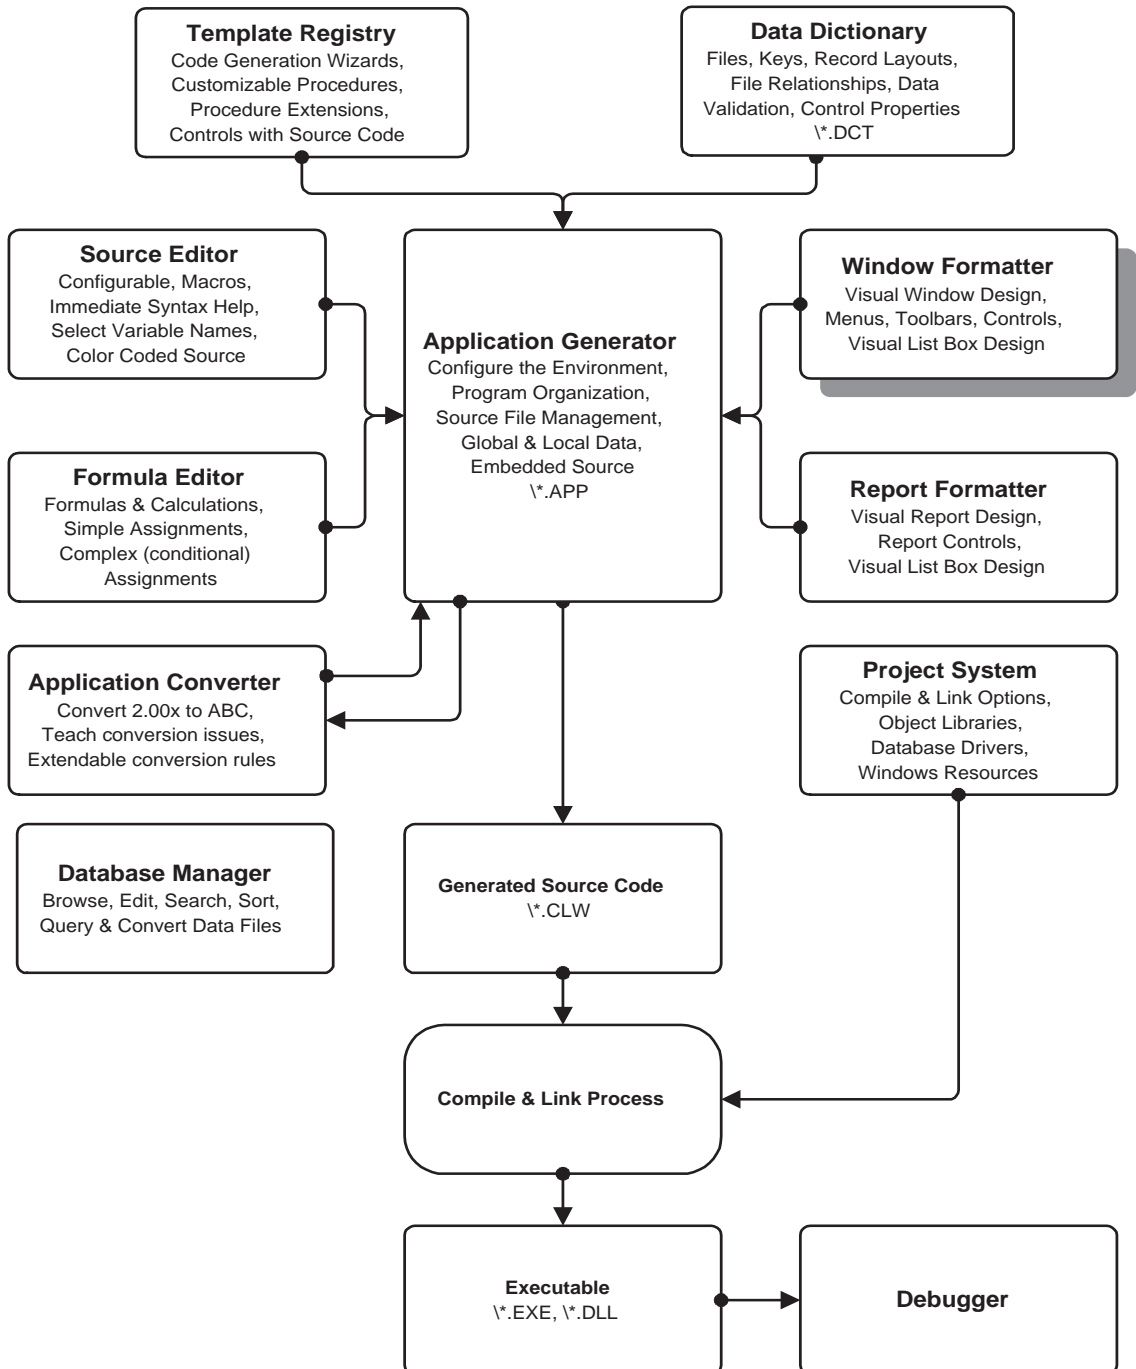 Template Registry
Code Generation Wizards,
Customizable Procedures,
Procedure Extensions,
Controls with Source Code
Data Dictionary
Files, Keys, Record Layouts,
File Relationships, Data
Validation, Control Properties
\*.DCT
Source Editor
Configurable, Macros,
Immediate Syntax Help,
Select Variable Names,
Color Coded Source
Application Generator
Configure the Environment,
Program Organization,
Source File Management,
Global & Local Data,
Embedded Source
\*.APP
Window Formatter
Visual Window Design,
Menus, Toolbars, Controls,
Visual List Box Design
Formula Editor
Formulas & Calculations,
Simple Assignments,
Complex (conditional)
Assignments
Report Formatter
Visual Report Design,
Report Controls,
Visual List Box Design
Application Converter
Convert 2.00x to ABC,
Teach conversion issues,
Extendable conversion rules
Project System
Compile & Link Options,
Object Libraries,
Database Drivers,
Windows Resources
Database Manager
Browse, Edit, Search, Sort,
Query & Convert Data Files
Generated Source Code
\*.CLW
Compile & Link Process
Executable
\*.EXE, \*.DLL
Debugger